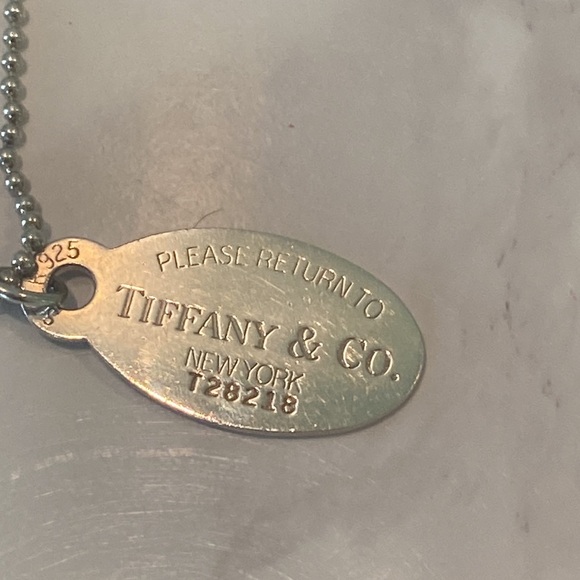 925
PLEASE RETURN TO
TIFFANY & CO.
NEW YORK
T28218